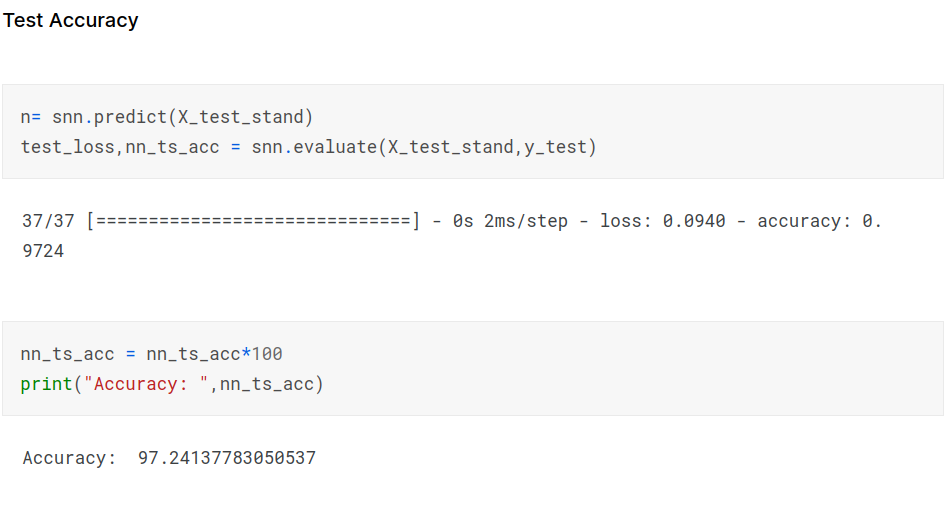 Test Accuracy
n= snn.predict(X_test_stand)
test_loss,nn_ts_acc = snn.evaluate(X_test_stand,y_test)
37/37 [==============================] - 0s 2ms/step - loss: 0.0940 - accuracy: 0.
9724
nn_ts_acc = nn_ts_acc*100
print("Accuracy: ",nn_ts_acc)
Accuracy:  97.24137783050537